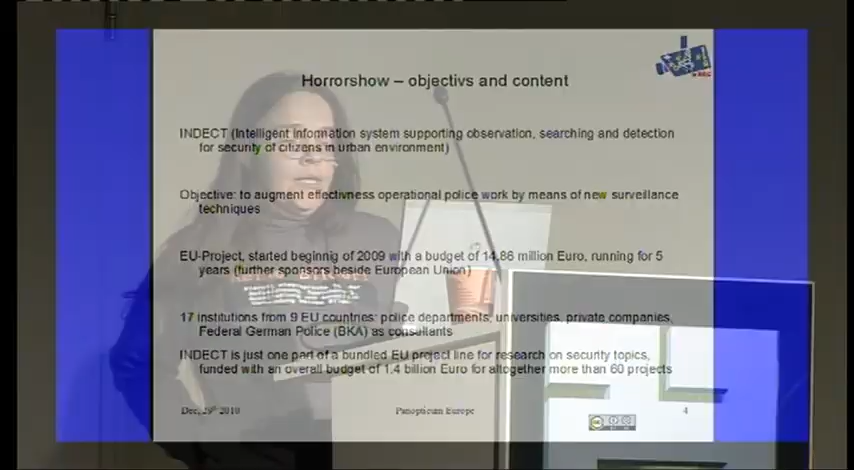 Horrorshow – objectivs and content
INDECT (Intelligent information system supporting observation, searching and detection
for security of citizens in urban environment)
Objective: to augment effectivness operational police work by means of new surveillance
techniques
EU-Project, started beginnig of 2009 with a budget of 14,86 million Euro, running for 5
years (further sponsors beside European Union)
17 institutions from 9 EU countries: police departments, universities, private companies,
Federal German Police (BKA) as consultants
INDECT is just one part of a bundled EU project line for research on security topics,
funded with an overall budget of 1.4 billion Euro for altogether more than 60 projects
Dec, 29th 2010 Panopticum Europe 4